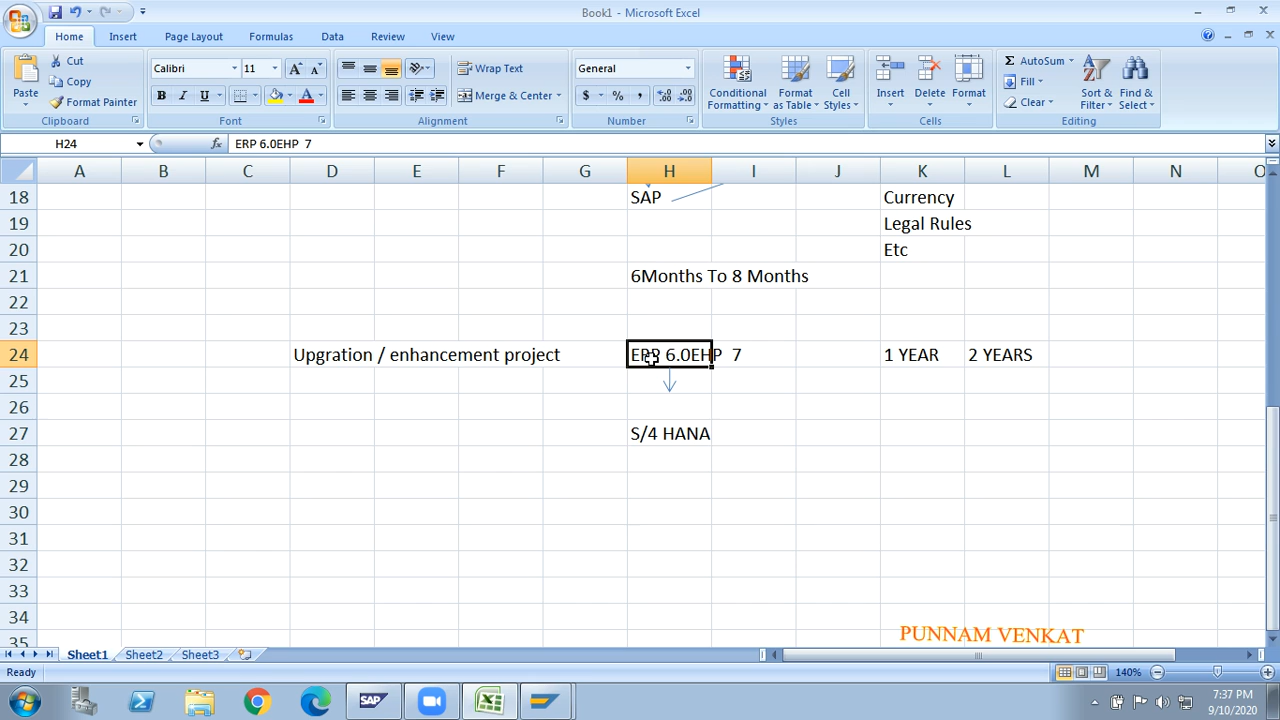 Book1 - Microsoft Excel
Home Insert Page Layout Formulas Data Review View
Paste
Cut
Copy
Format Painter
Clipboard
Calibri 11
B I U
Font
Wrap Text
Merge & Center
Alignment
General
$ % ,
Number
Conditional Formatting
Format as Table
Cell Styles
Styles
Insert Delete Format
Cells
AutoSum
Fill
Clear
Sort & Filter
Find & Select
Editing
H24 fx ERP 6.0EHP  7
A B C D E F G H I J K L M N O
18 SAP Currency
19 Legal Rules
20 Etc
21 6Months To 8 Months
22
23
24 Upgration / enhancement project ERP 6.0EHP  7 1 YEAR 2 YEARS
25
26
27 S/4 HANA
28
29
30
31
32
33
34
35
PUNNAM VENKAT
Sheet1 Sheet2 Sheet3
Ready 140%
SAP
7:37 PM
9/10/2020